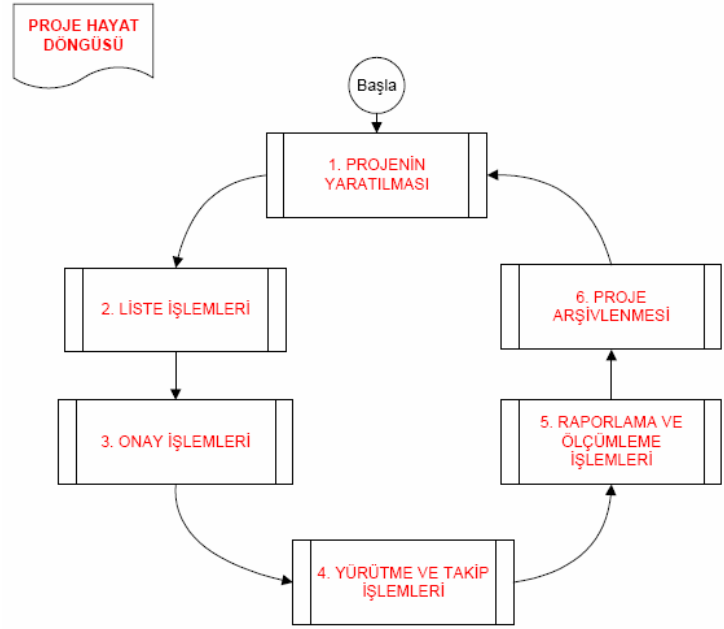 PROJE HAYAT
DÖNGÜSÜ
Başla
1. PROJENİN
YARATILMASI
2. LİSTE İŞLEMLERİ
3. ONAY İŞLEMLERİ
4. YÜRÜTME VE TAKİP
İŞLEMLERİ
5. RAPORLAMA VE
ÖLÇÜMLEME
İŞLEMLERİ
6. PROJE
ARŞİVLENMESİ